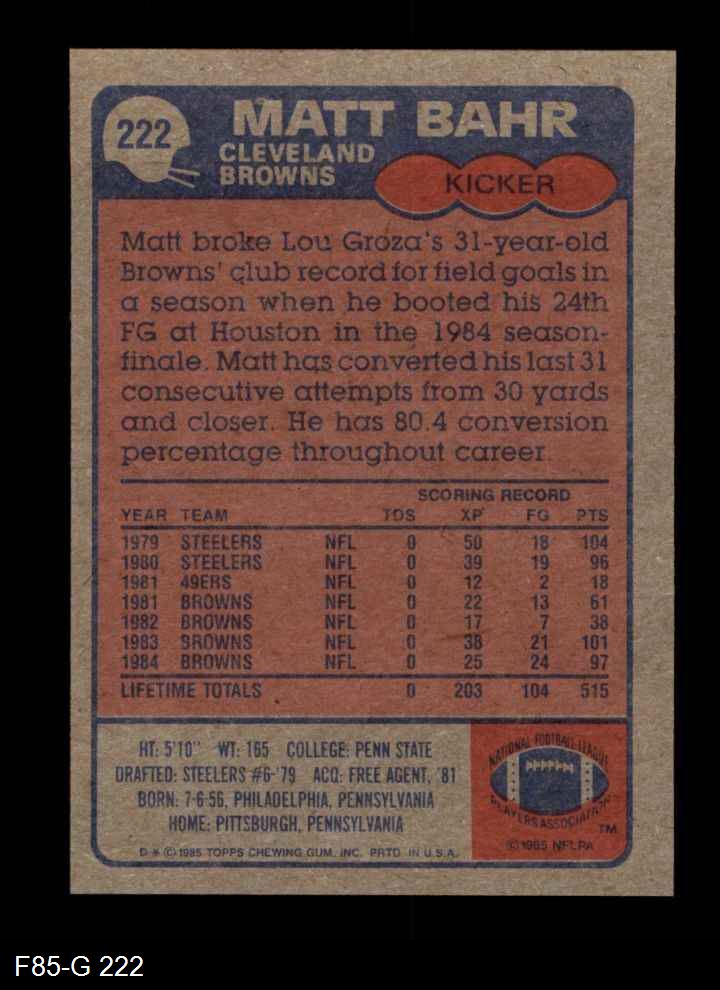 222
MATT BAHR
CLEVELAND
BROWNS
KICKER
Matt broke Lou Groza's 31-year-old
Browns' club record for field goals in
a season when he booted his 24th
FG at Houston in the 1984 season-
finale. Matt has converted his last 31
consecutive attempts from 30 yards
and closer. He has 80.4 conversion
percentage throughout career.
SCORING RECORD
YEAR TEAM TDS XP FG PTS
1979 STEELERS NFL 0 50 18 104
1980 STEELERS NFL 0 39 19 96
1981 49ERS NFL 0 12 2 18
1981 BROWNS NFL 0 22 13 61
1982 BROWNS NFL 0 17 7 38
1983 BROWNS NFL 0 38 21 101
1984 BROWNS NFL 0 25 24 97
LIFETIME TOTALS 0 203 104 515
HT: 5'10" WT: 165 COLLEGE: PENN STATE
DRAFTED: STEELERS #6-'79 ACQ: FREE AGENT, '81
BORN: 7-6-56, PHILADELPHIA, PENNSYLVANIA
HOME: PITTSBURGH, PENNSYLVANIA
D * © 1985 TOPPS CHEWING GUM, INC. PRTD. IN U.S.A.
NATIONAL FOOTBALL LEAGUE
PLAYERS ASSOCIATION
TM
© 1985 NFLPA
F85-G 222